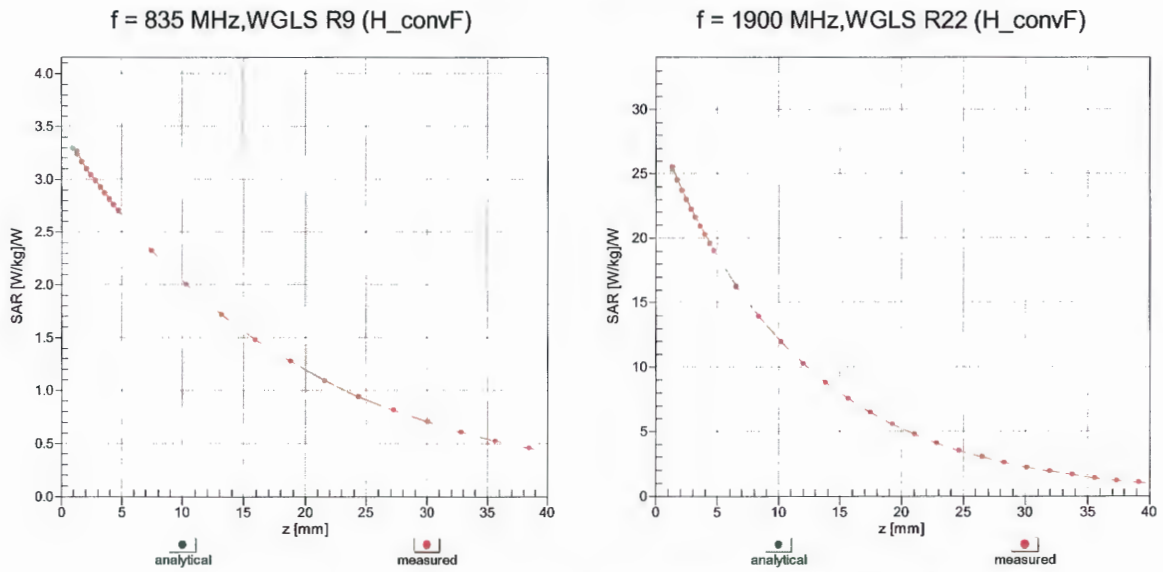 f = 835 MHz,WGLS R9 (H_convF)
4.0
3.5
3.0
2.5
2.0
1.5
1.0
0.5
0.0
SAR [W/kg]/W
0 5 10 15 20 25 30 35 40
z [mm]
analytical measured
f = 1900 MHz,WGLS R22 (H_convF)
30
25
20
15
10
5
0
SAR [W/kg]/W
0 5 10 15 20 25 30 35 40
z [mm]
analytical measured